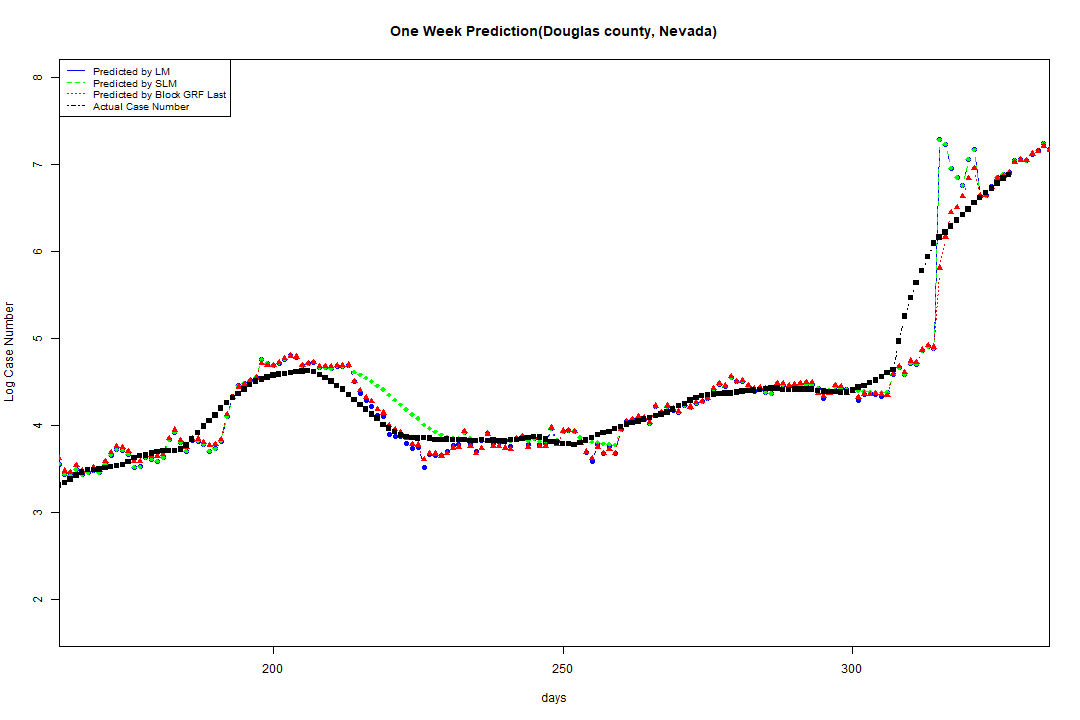 One Week Prediction(Douglas county, Nevada)
Predicted by LM
Predicted by SLM
Predicted by Block GRF Last
Actual Case Number
8
7
6
5
4
3
2
Log Case Number
200 250 300
days